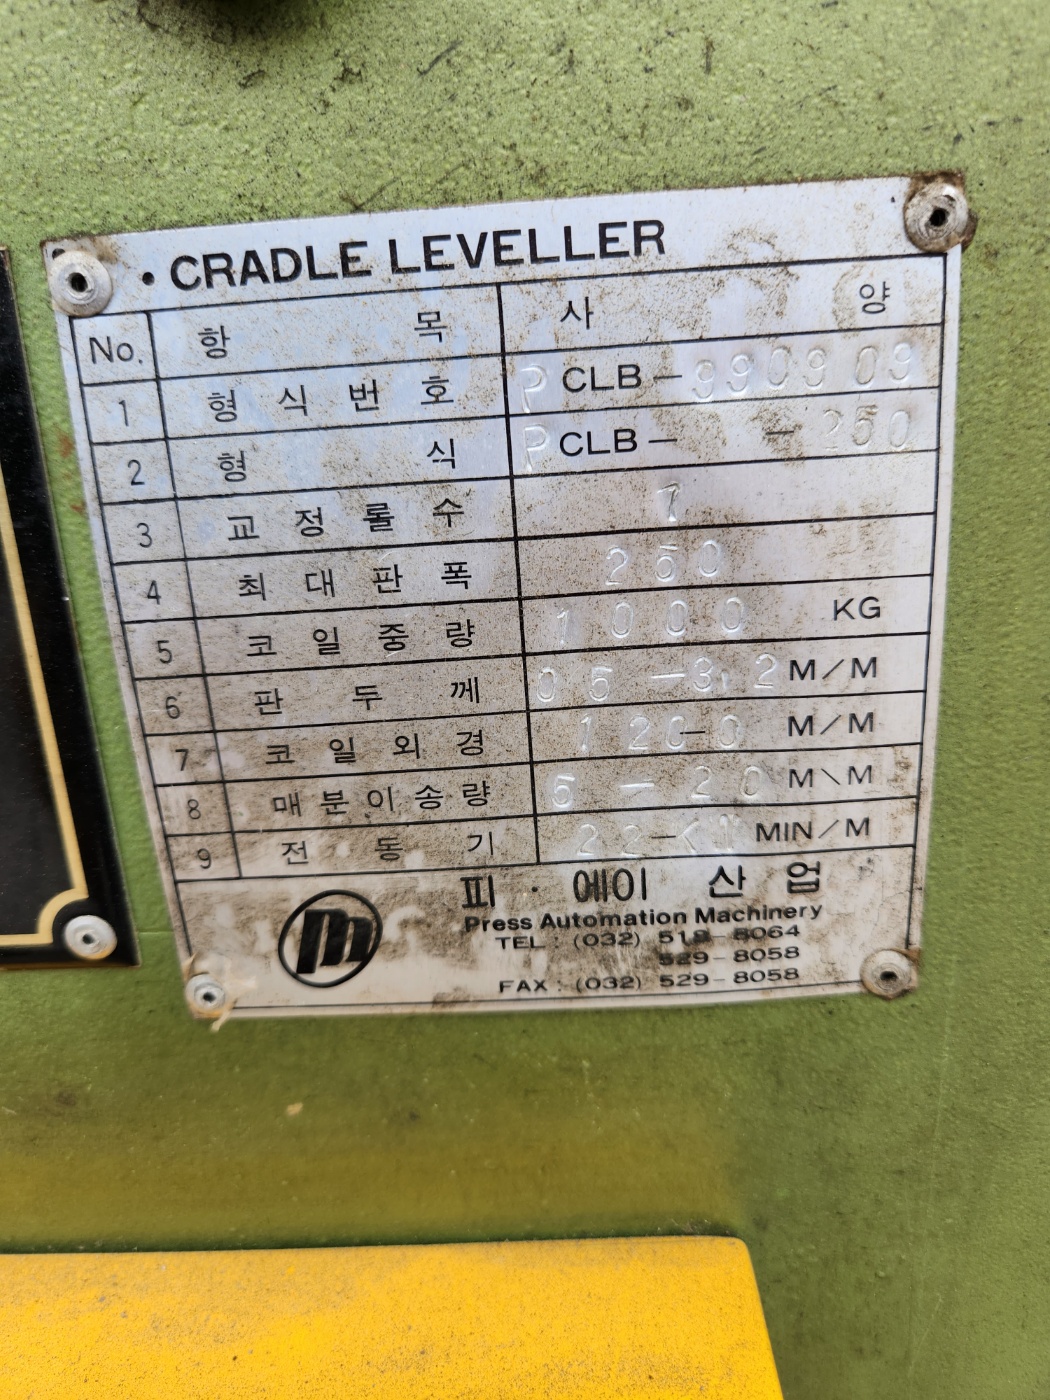 • CRADLE LEVELLER
No. 항 목 사 양
1 형 식 번 호 P CLB - 990909
2 형 식 P CLB - - 250
3 교 정 롤 수 7
4 최 대 판 폭 250
5 코 일 중 량 1000 KG
6 판 두 께 05 - 3.2 M/M
7 코 일 외 경 1200 M/M
8 매 분 이 송 량 5 - 20 M\M
9 전 동 기 22-K MIN/M
피 · 에이 산 업
Press Automation Machinery
TEL : (032) 519-5064
529-8058
FAX : (032) 529-8058